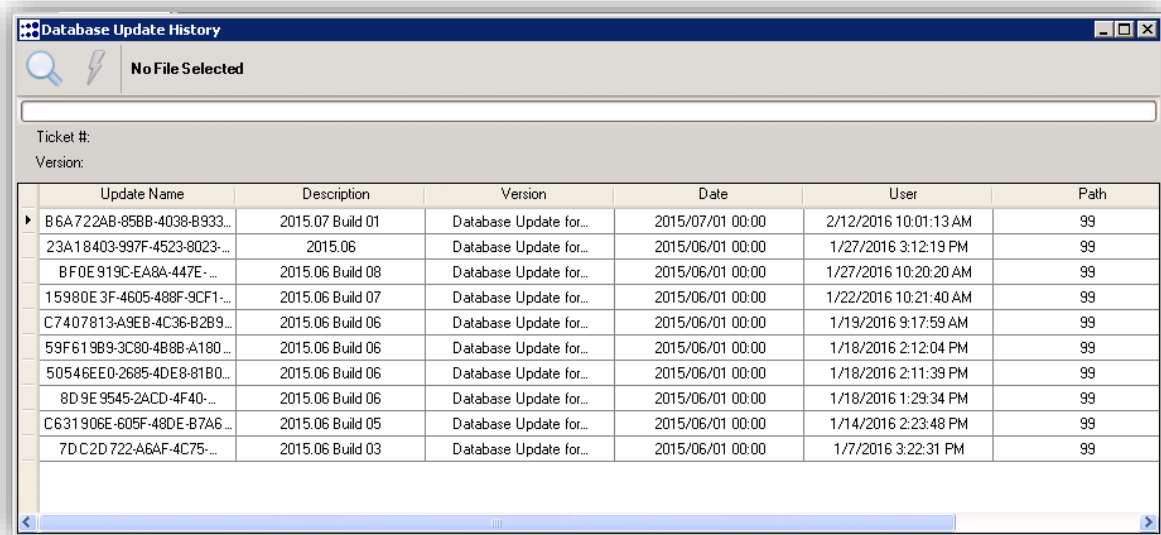 Database Update History
No File Selected
Ticket #:
Version:
Update Name Description Version Date User Path
B6A722AB-85BB-4038-B933... 2015.07 Build 01 Database Update for... 2015/07/01 00:00 2/12/2016 10:01:13 AM 99
23A18403-997F-4523-8023-... 2015.06 Database Update for... 2015/06/01 00:00 1/27/2016 3:12:19 PM 99
BF0E919C-EA8A-447E-... 2015.06 Build 08 Database Update for... 2015/06/01 00:00 1/27/2016 10:20:20 AM 99
15980E3F-4605-488F-9CF1-... 2015.06 Build 07 Database Update for... 2015/06/01 00:00 1/22/2016 10:21:40 AM 99
C7407813-A9EB-4C36-B2B9... 2015.06 Build 06 Database Update for... 2015/06/01 00:00 1/19/2016 9:17:59 AM 99
59F619B9-3C80-4B8B-A180... 2015.06 Build 06 Database Update for... 2015/06/01 00:00 1/18/2016 2:12:04 PM 99
50546EE0-2685-4DE8-81B0... 2015.06 Build 06 Database Update for... 2015/06/01 00:00 1/18/2016 2:11:39 PM 99
8D9E9545-2ACD-4F40-... 2015.06 Build 06 Database Update for... 2015/06/01 00:00 1/18/2016 1:29:34 PM 99
C631906E-605F-48DE-B7A6... 2015.06 Build 05 Database Update for... 2015/06/01 00:00 1/14/2016 2:23:48 PM 99
7DC2D722-A6AF-4C75-... 2015.06 Build 03 Database Update for... 2015/06/01 00:00 1/7/2016 3:22:31 PM 99